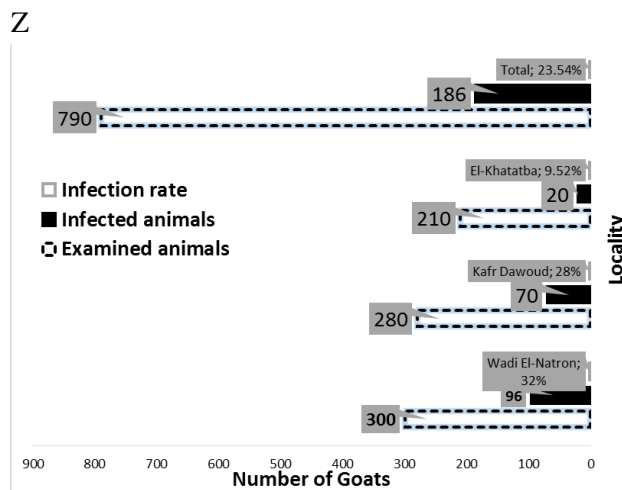 Z
Total; 23.54%
186
790
El-Khatatba; 9.52%
20
210
Infection rate
Infected animals
Examined animals
Kafr Dawoud; 28%
70
280
Wadi El-Natron;
32%
96
300
Locality
900 800 700 600 500 400 300 200 100 0
Number of Goats